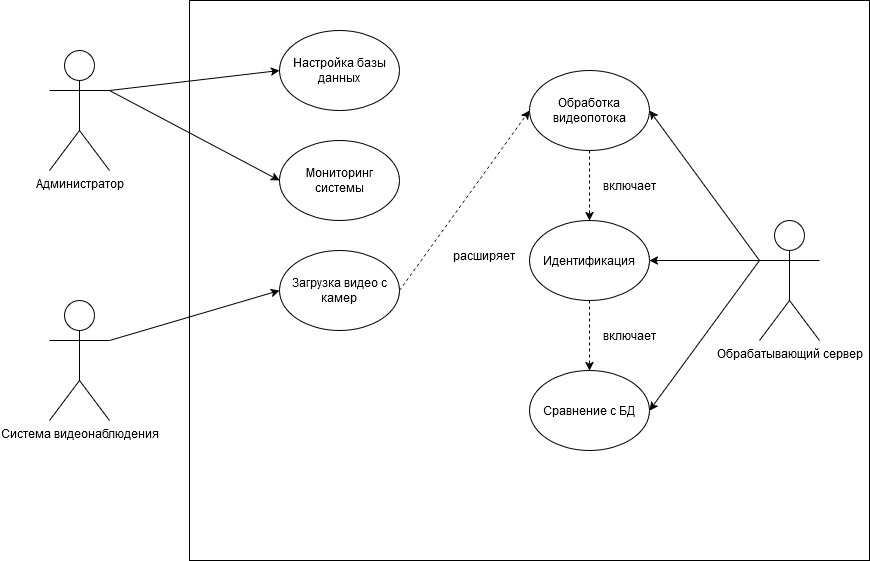 Администратор
Настройка базы
данных
Мониторинг
системы
Загрузка видео с
камер
Система видеонаблюдения
расширяет
Обработка
видеопотока
включает
Идентификация
включает
Сравнение с БД
Обрабатывающий сервер